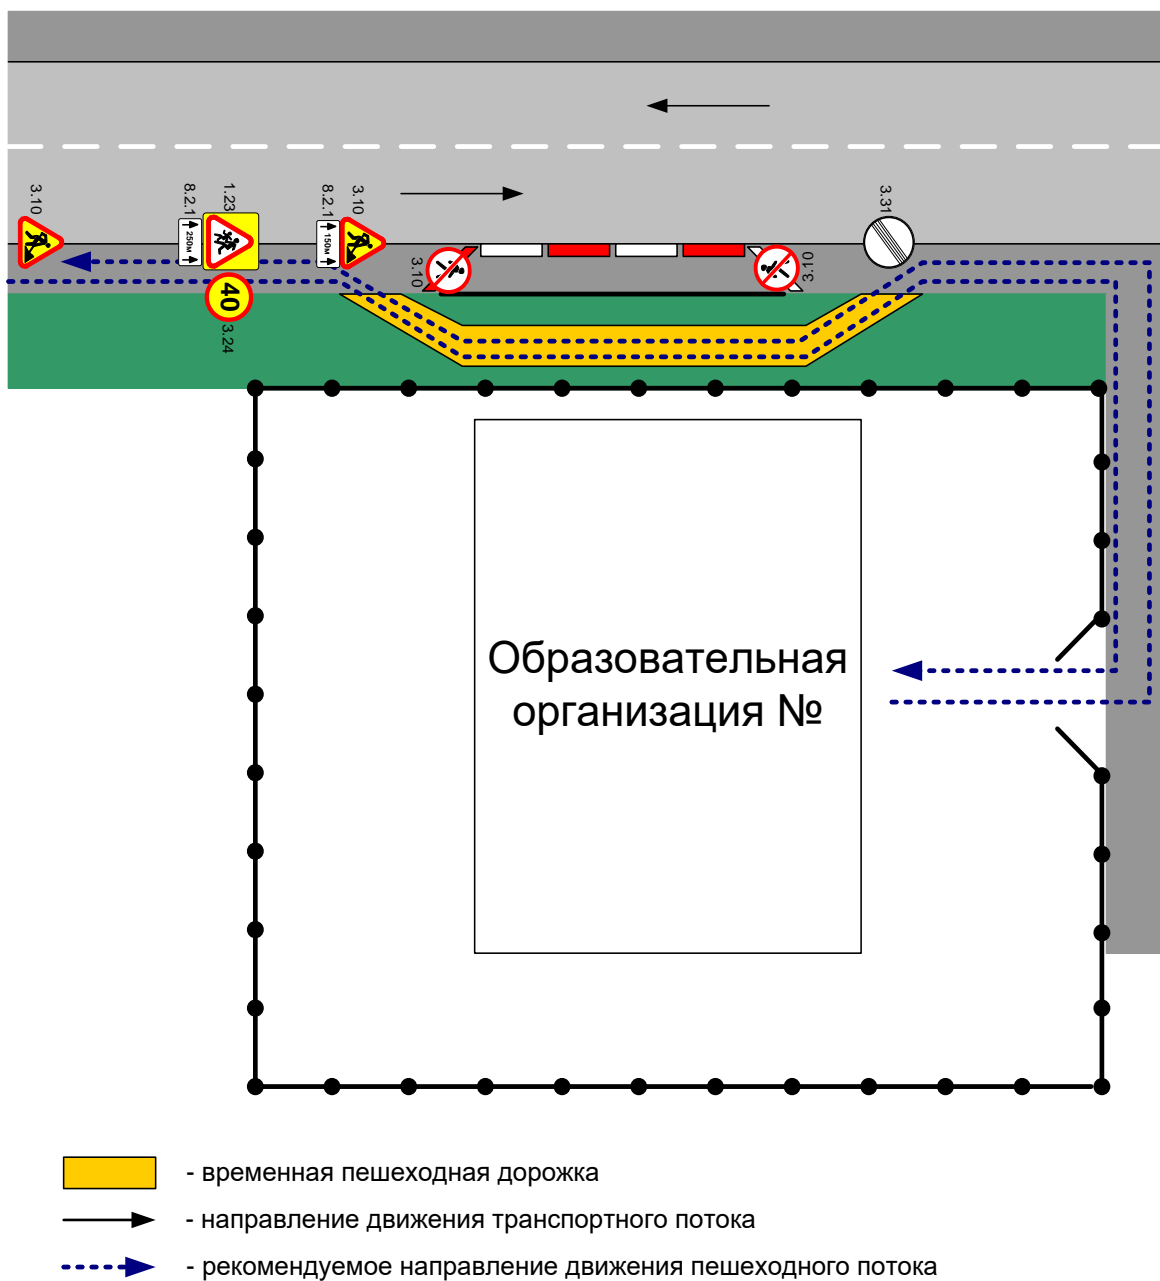 3.10
8.2.1
250м
1.23
8.2.1
150м
3.10
3.31
3.10
3.10
40
3.24
Образовательная
организация №
- временная пешеходная дорожка
- направление движения транспортного потока
- рекомендуемое направление движения пешеходного потока